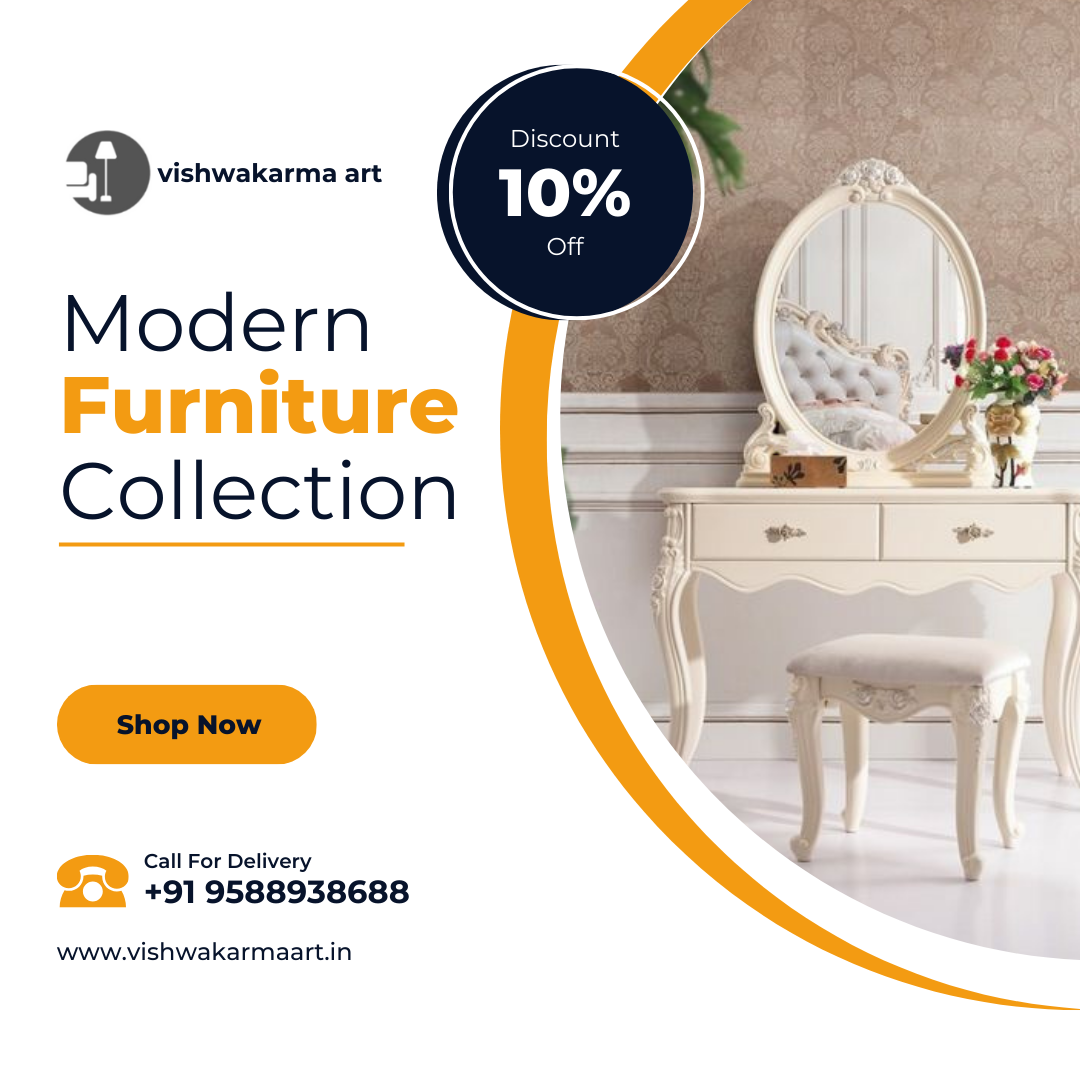 vishwakarma art
Discount
10%
Off
Modern
Furniture
Collection
Shop Now
Call For Delivery
+91 9588938688
www.vishwakarmaart.in